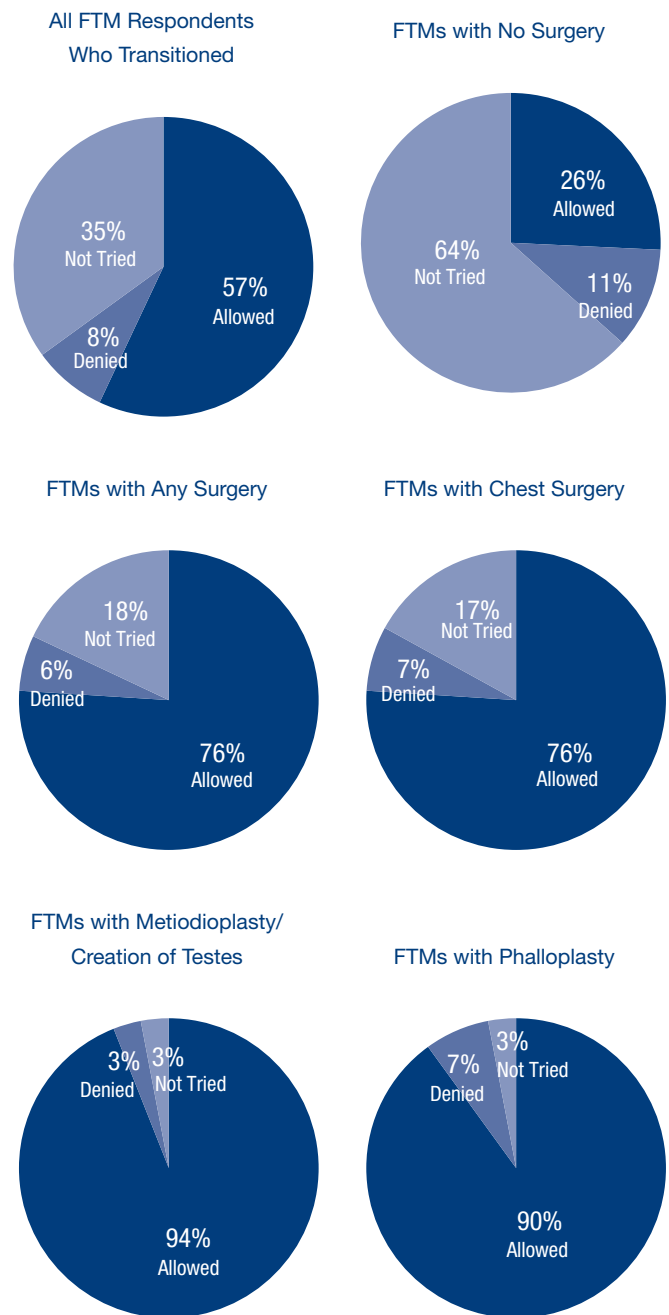 All FTM Respondents
Who Transitioned
35%
Not Tried
57%
Allowed
8%
Denied
FTMs with No Surgery
26%
Allowed
64%
Not Tried
11%
Denied
FTMs with Any Surgery
18%
Not Tried
6%
Denied
76%
Allowed
FTMs with Chest Surgery
17%
Not Tried
7%
Denied
76%
Allowed
FTMs with Metiodioplasty/
Creation of Testes
3%
Denied
3%
Not Tried
94%
Allowed
FTMs with Phalloplasty
3%
Not Tried
7%
Denied
90%
Allowed